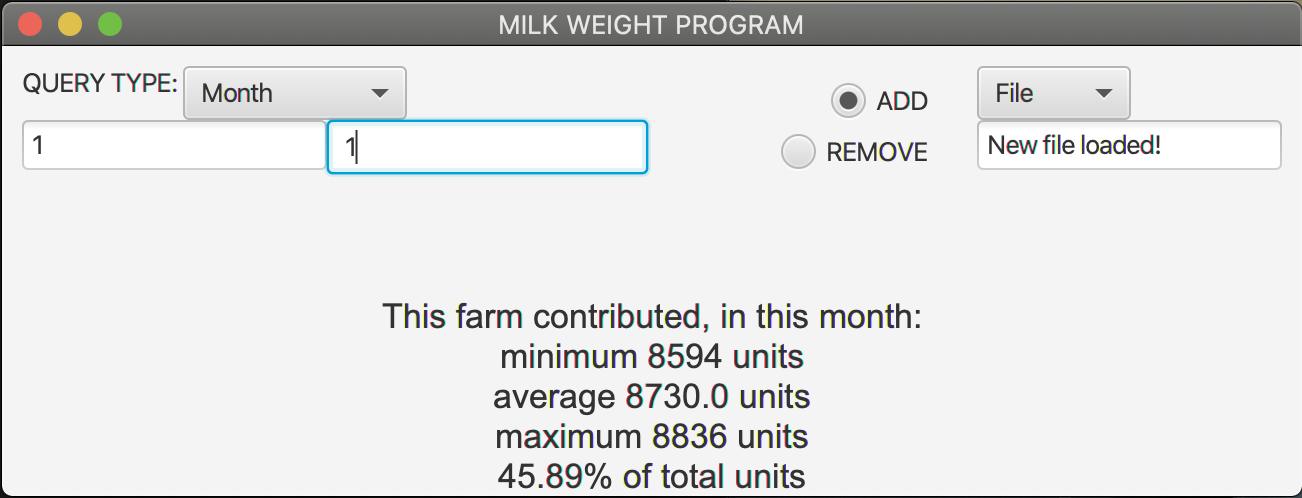 MILK WEIGHT PROGRAM
QUERY TYPE: Month
ADD
File
1 1
REMOVE
New file loaded!
This farm contributed, in this month:
minimum 8594 units
average 8730.0 units
maximum 8836 units
45.89% of total units